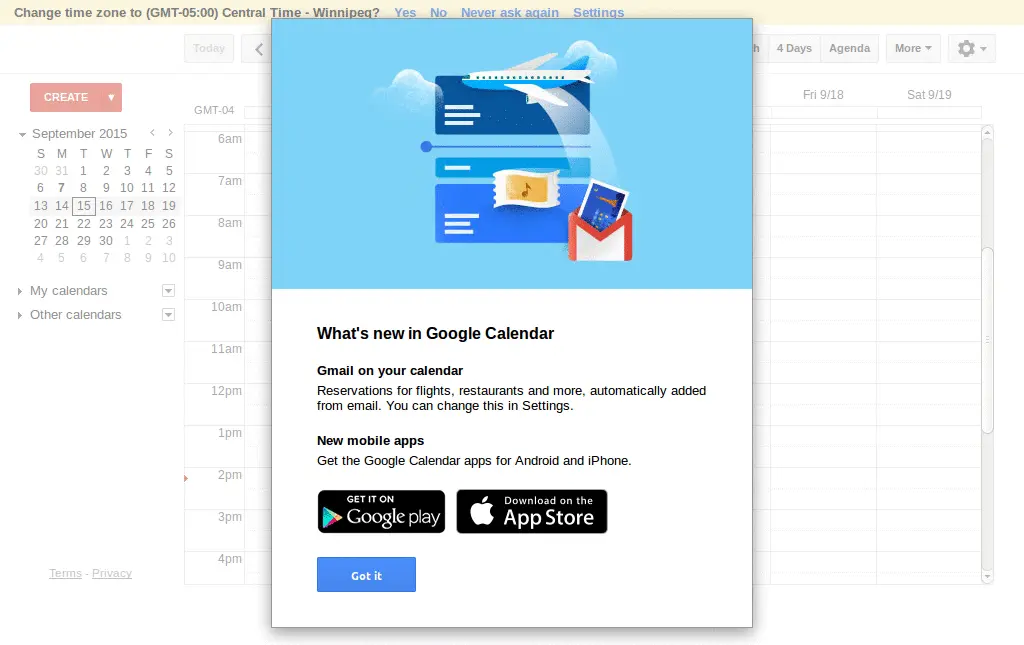 Change time zone to (GMT-05:00) Central Time - Winnipeg? Yes No Never ask again Settings
Today
4 Days Agenda More
CREATE
GMT-04 Fri 9/18 Sat 9/19
September 2015
S M T W T F S
30 31 1 2 3 4 5
6 7 8 9 10 11 12
13 14 15 16 17 18 19
20 21 22 23 24 25 26
27 28 29 30 1 2 3
4 5 6 7 8 9 10
My calendars
Other calendars
Terms - Privacy
6am
7am
8am
9am
10am
11am
12pm
1pm
2pm
3pm
4pm
What's new in Google Calendar
Gmail on your calendar
Reservations for flights, restaurants and more, automatically added
from email. You can change this in Settings.
New mobile apps
Get the Google Calendar apps for Android and iPhone.
GET IT ON
Google play
Download on the
App Store
Got it